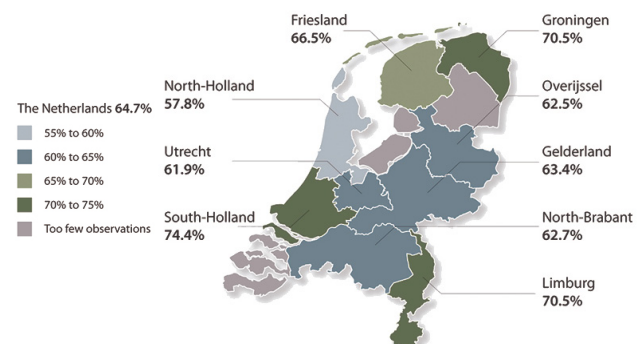 Friesland
66.5%
Groningen
70.5%
North-Holland
57.8%
Overijssel
62.5%
The Netherlands 64.7%
55% to 60%
60% to 65%
65% to 70%
70% to 75%
Too few observations
Utrecht
61.9%
Gelderland
63.4%
South-Holland
74.4%
North-Brabant
62.7%
Limburg
70.5%